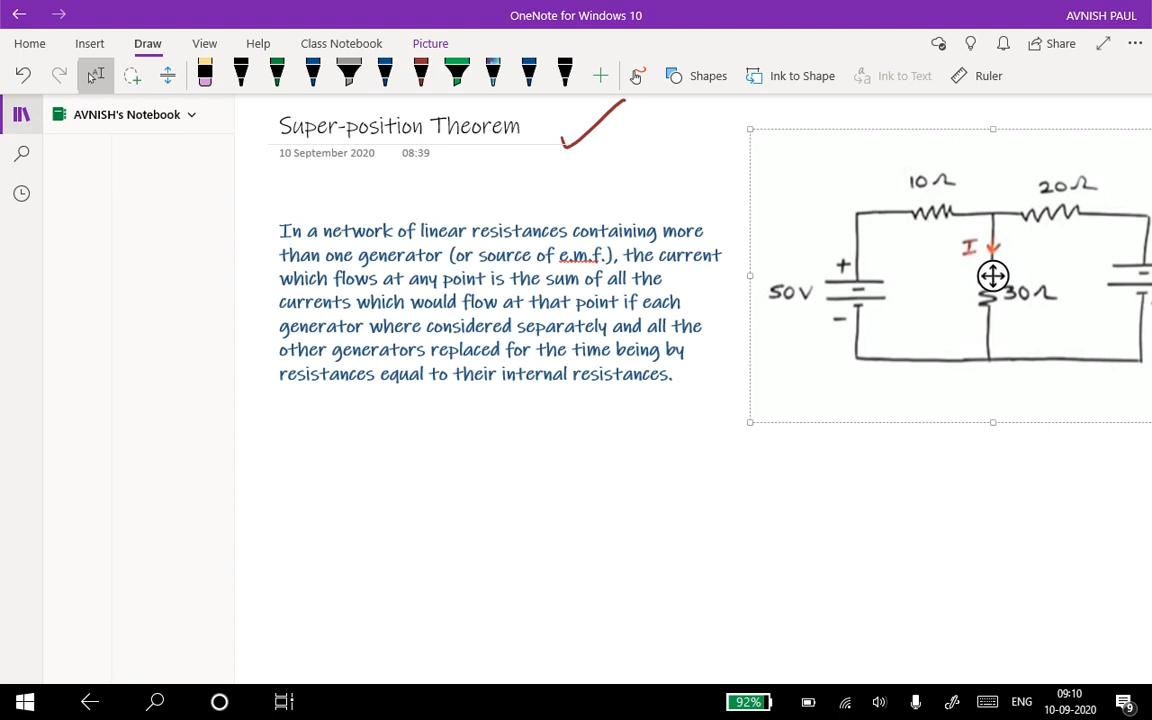 OneNote for Windows 10
AVNISH PAUL
Home Insert Draw View Help Class Notebook Picture
Share
Shapes Ink to Shape Ink to Text Ruler
AVNISH's Notebook
Super-position Theorem
10 September 2020 08:39
In a network of linear resistances containing more
than one generator (or source of e.m.f.), the current
which flows at any point is the sum of all the
currents which would flow at that point if each
generator where considered separately and all the
other generators replaced for the time being by
resistances equal to their internal resistances.
10Ω 20Ω
I
+
50V 30Ω
−
92% ENG 09:10
10-09-2020
9